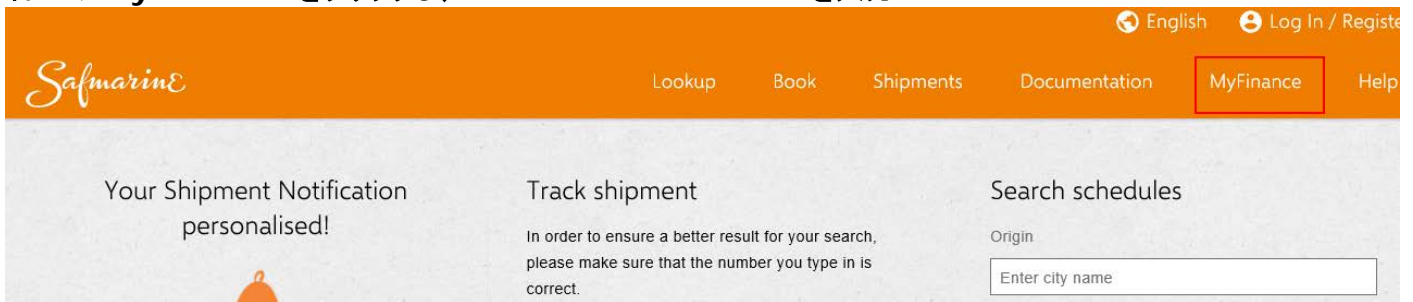 English Log In / Registe
Safmarine Lookup Book Shipments Documentation MyFinance Help
Your Shipment Notification
personalised!
Track shipment
In order to ensure a better result for your search,
please make sure that the number you type in is
correct.
Search schedules
Origin
Enter city name